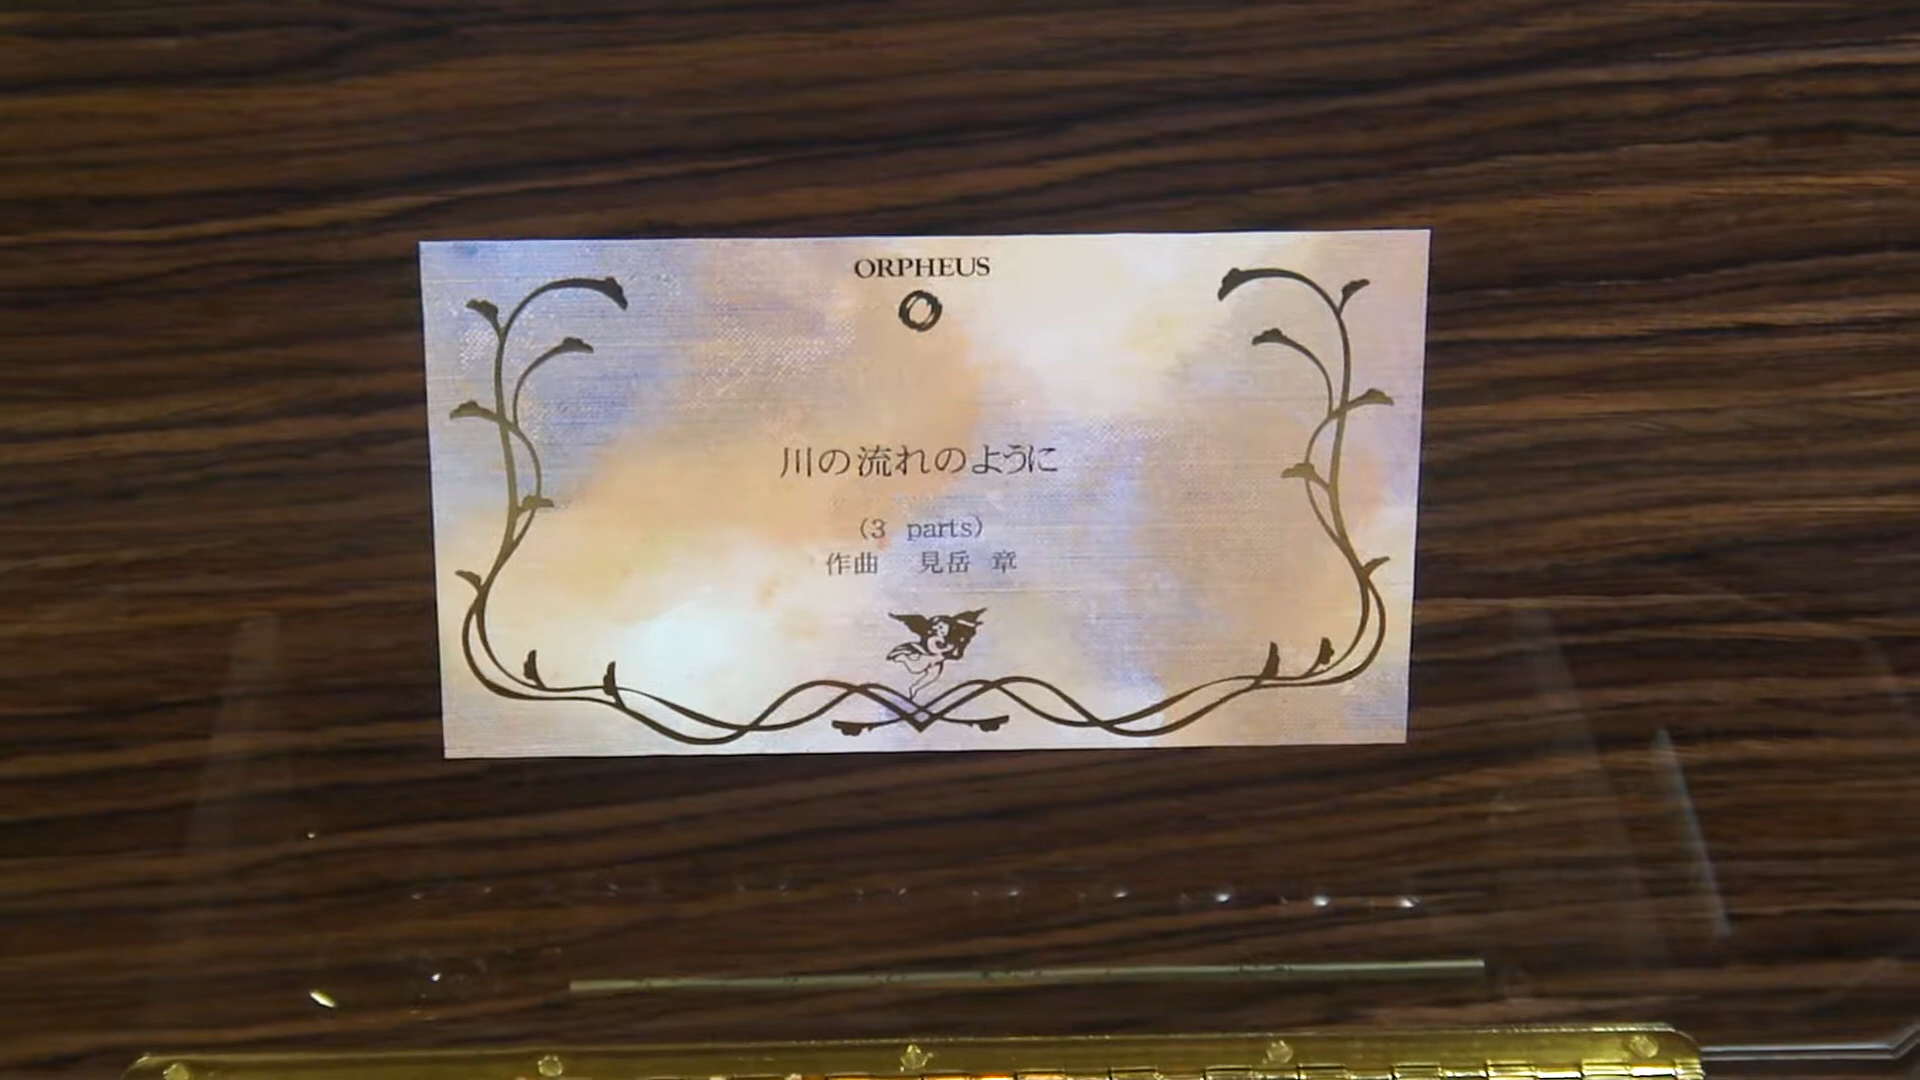 ORPHEUS
川の流れのように
(3 parts)
作曲 見岳 章